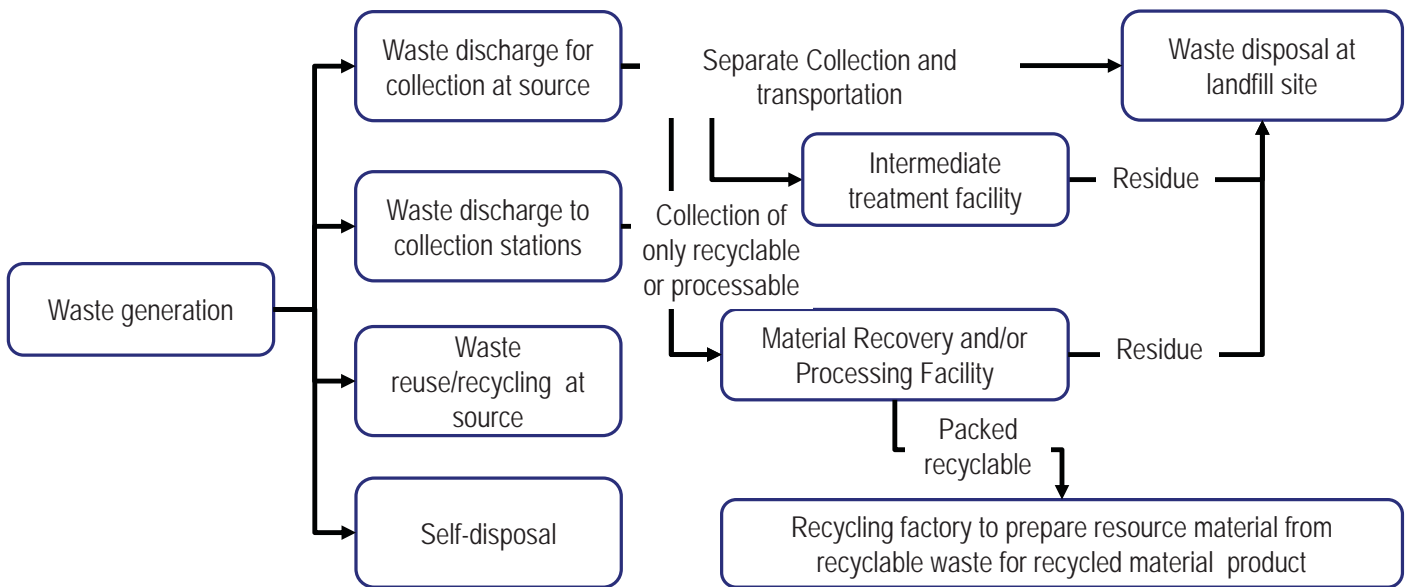 Waste discharge for
collection at source
Separate Collection and
transportation
Waste disposal at
landfill site
Intermediate
treatment facility
Residue
Waste discharge to
collection stations
Collection of
only recyclable
or processable
Waste generation
Material Recovery and/or
Processing Facility
Residue
Waste
reuse/recycling at
source
Packed
recyclable
Self-disposal
Recycling factory to prepare resource material from
recyclable waste for recycled material product